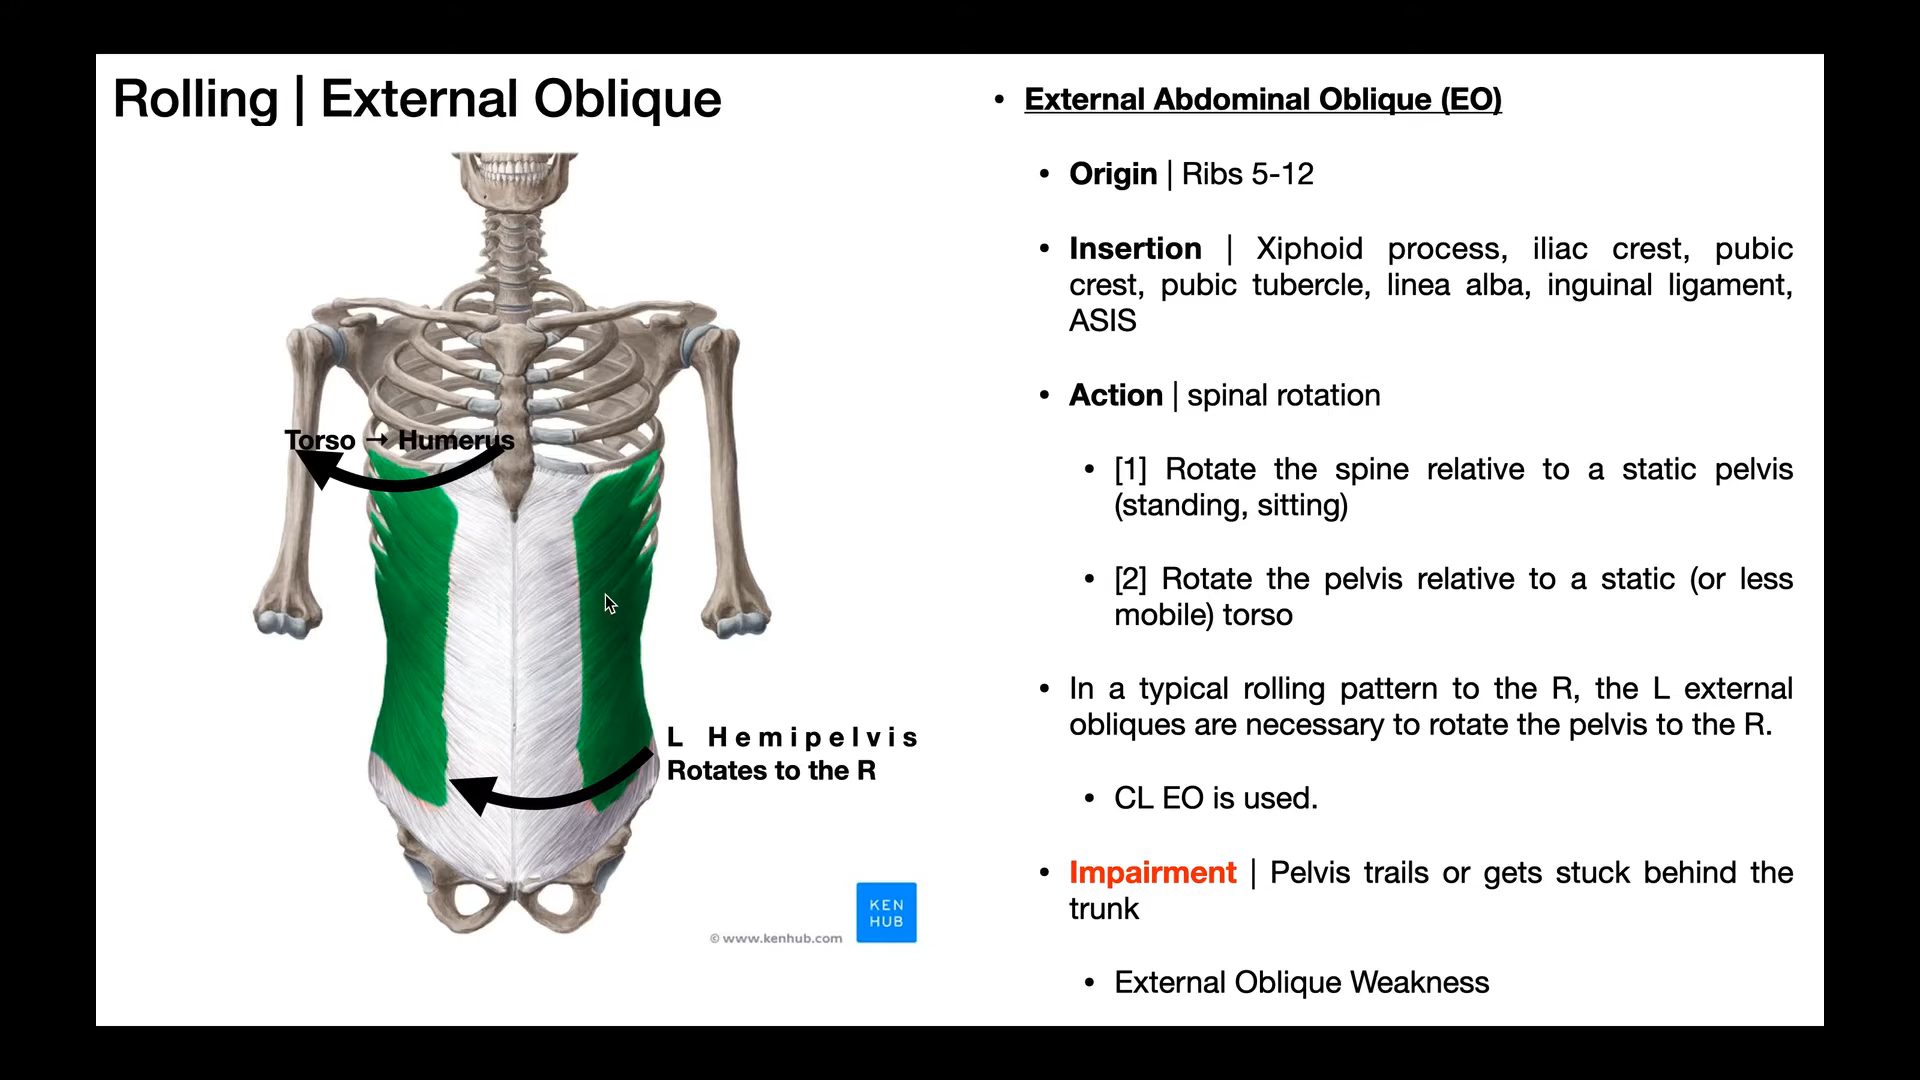 Rolling | External Oblique
Torso → Humerus
L Hemipelvis
Rotates to the R
KEN
HUB
© www.kenhub.com
• External Abdominal Oblique (EO)
• Origin | Ribs 5-12
• Insertion | Xiphoid process, iliac crest, pubic
crest, pubic tubercle, linea alba, inguinal ligament,
ASIS
• Action | spinal rotation
• [1] Rotate the spine relative to a static pelvis
(standing, sitting)
• [2] Rotate the pelvis relative to a static (or less
mobile) torso
• In a typical rolling pattern to the R, the L external
obliques are necessary to rotate the pelvis to the R.
• CL EO is used.
• Impairment | Pelvis trails or gets stuck behind the
trunk
• External Oblique Weakness